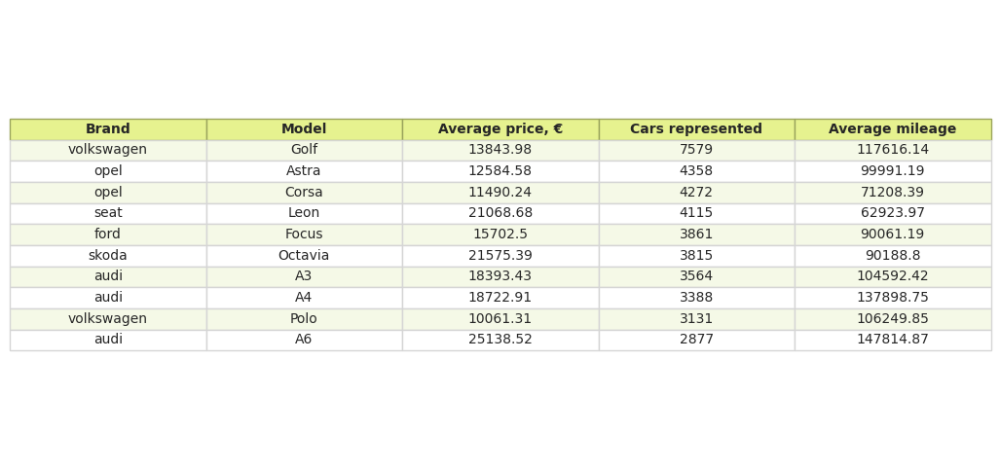 Brand Model Average price, € Cars represented Average mileage
volkswagen Golf 13843.98 7579 117616.14
opel Astra 12584.58 4358 99991.19
opel Corsa 11490.24 4272 71208.39
seat Leon 21068.68 4115 62923.97
ford Focus 15702.5 3861 90061.19
skoda Octavia 21575.39 3815 90188.8
audi A3 18393.43 3564 104592.42
audi A4 18722.91 3388 137898.75
volkswagen Polo 10061.31 3131 106249.85
audi A6 25138.52 2877 147814.87